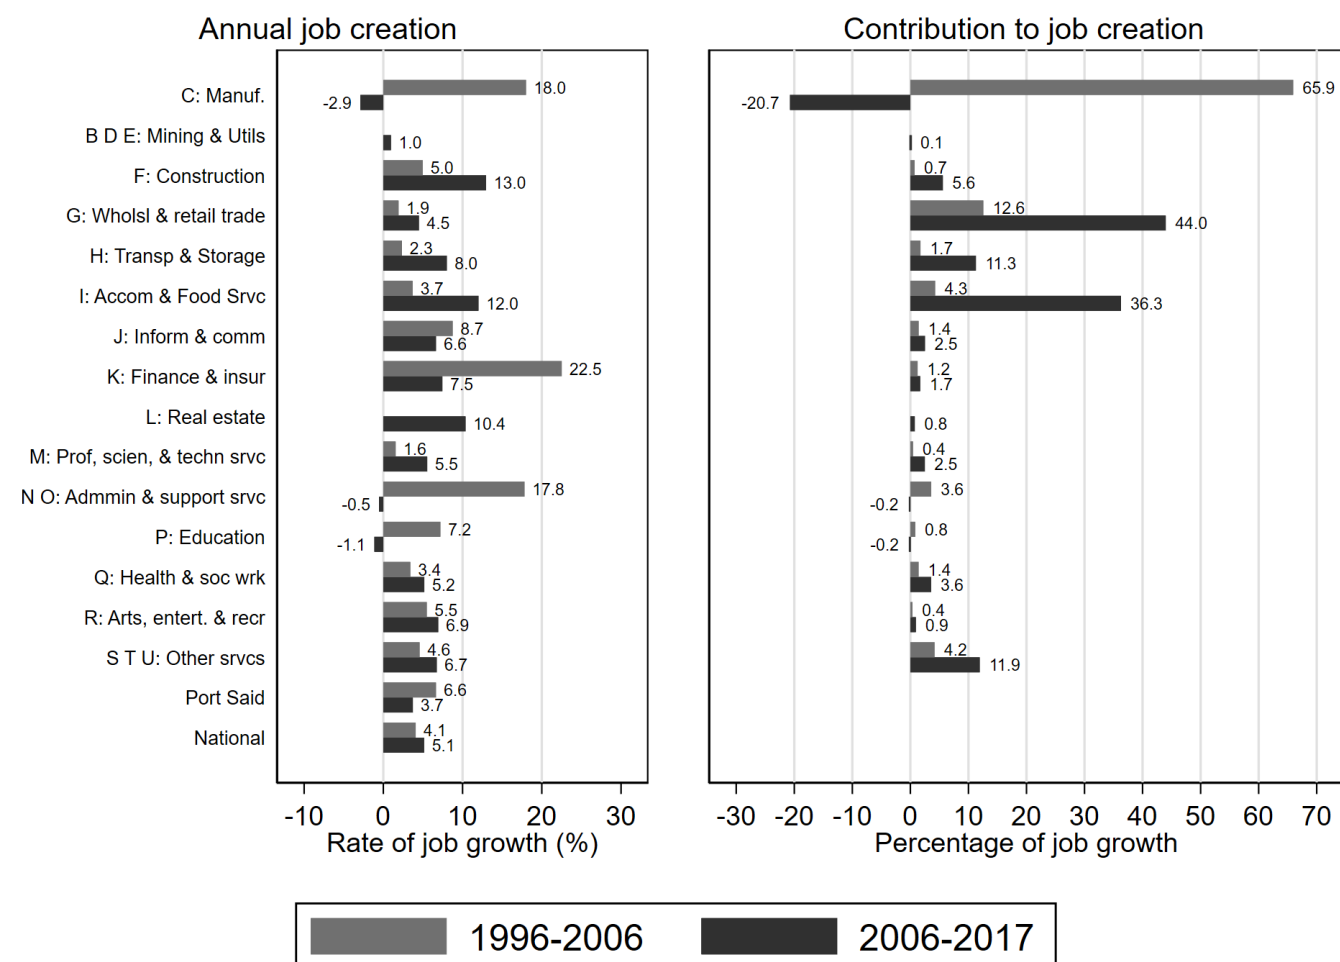 Annual job creation
Contribution to job creation
C: Manuf.
18.0
-2.9
65.9
-20.7
B D E: Mining & Utils
1.0
0.1
F: Construction
5.0
13.0
0.7
5.6
G: Wholsl & retail trade
1.9
4.5
12.6
44.0
H: Transp & Storage
2.3
8.0
1.7
11.3
I: Accom & Food Srvc
3.7
12.0
4.3
36.3
J: Inform & comm
8.7
6.6
1.4
2.5
K: Finance & insur
22.5
7.5
1.2
1.7
L: Real estate
10.4
0.8
M: Prof, scien, & techn srvc
1.6
5.5
0.4
2.5
N O: Admmin & support srvc
17.8
-0.5
3.6
-0.2
P: Education
7.2
-1.1
0.8
-0.2
Q: Health & soc wrk
3.4
5.2
1.4
3.6
R: Arts, entert. & recr
5.5
6.9
0.4
0.9
S T U: Other srvcs
4.6
6.7
4.2
11.9
Port Said
6.6
3.7
National
4.1
5.1
-10 0 10 20 30
Rate of job growth (%)
-30 -20 -10 0 10 20 30 40 50 60 70
Percentage of job growth
1996-2006
2006-2017